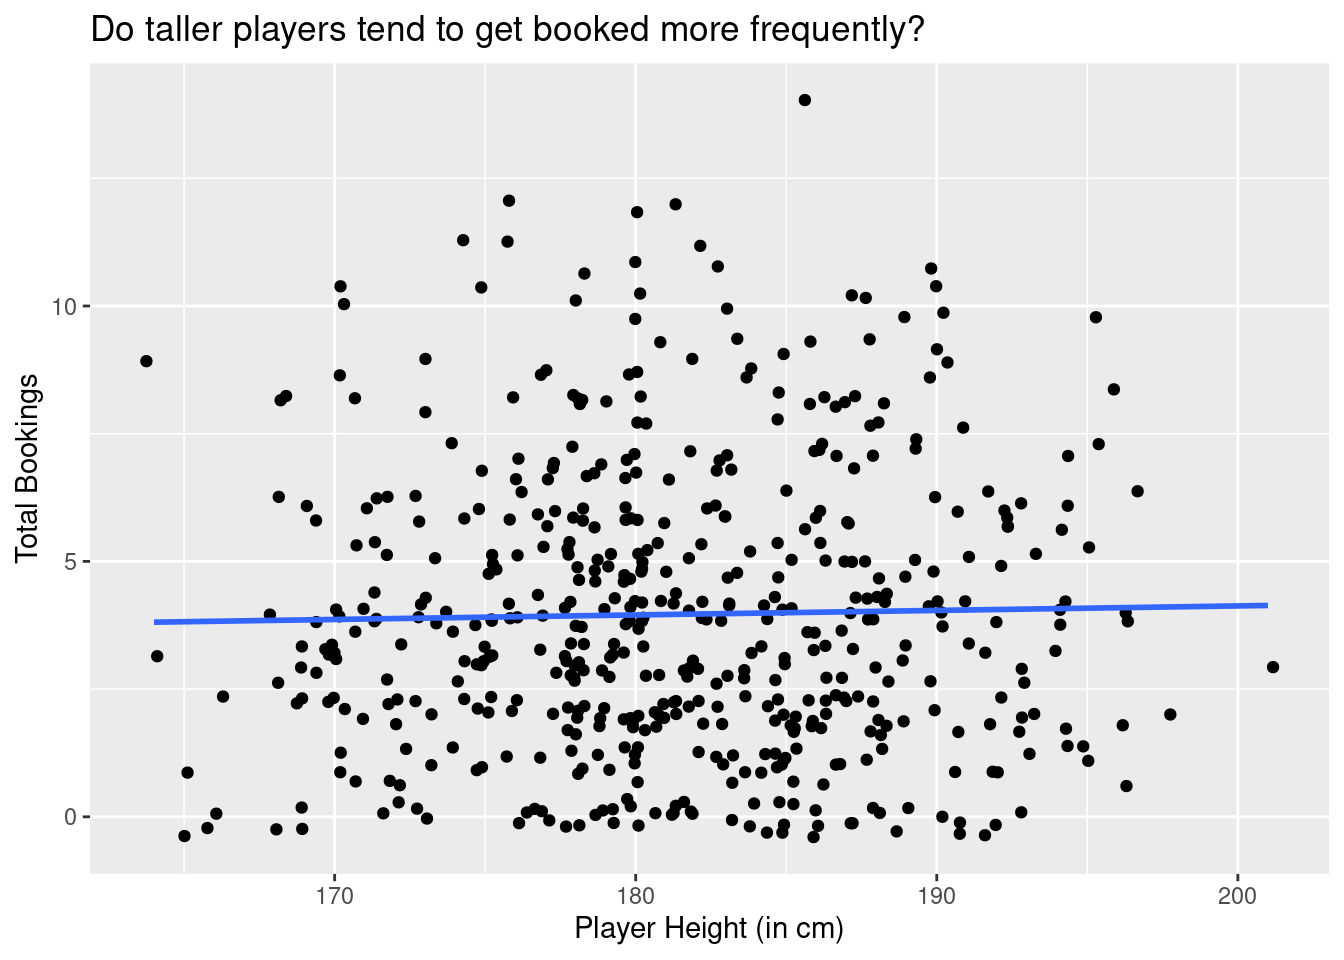 Do taller players tend to get booked more frequently?
Total Bookings
10
5
0
170
180
190
200
Player Height (in cm)